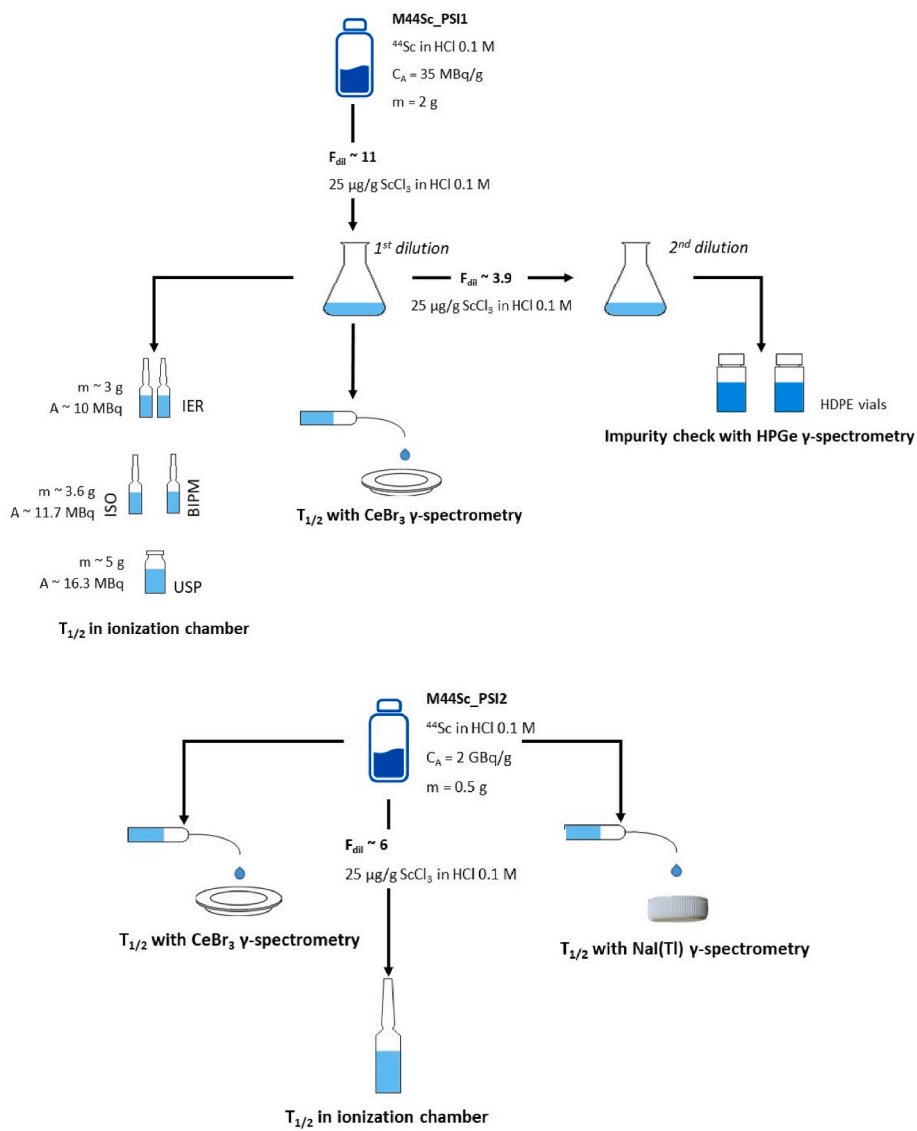 M44Sc_PSI1
⁴⁴Sc in HCl 0.1 M
C_A = 35 MBq/g
m = 2 g
F_dil ~ 11
25 µg/g ScCl₃ in HCl 0.1 M
1ˢᵗ dilution
2ⁿᵈ dilution
F_dil ~ 3.9
25 µg/g ScCl₃ in HCl 0.1 M
m ~ 3 g
A ~ 10 MBq
IER
m ~ 3.6 g
A ~ 11.7 MBq
ISO
BIPM
m ~ 5 g
A ~ 16.3 MBq
USP
T₁/₂ in ionization chamber
T₁/₂ with CeBr₃ γ-spectrometry
HDPE vials
Impurity check with HPGe γ-spectrometry
M44Sc_PSI2
⁴⁴Sc in HCl 0.1 M
C_A = 2 GBq/g
m = 0.5 g
F_dil ~ 6
25 µg/g ScCl₃ in HCl 0.1 M
T₁/₂ with CeBr₃ γ-spectrometry
T₁/₂ with NaI(Tl) γ-spectrometry
T₁/₂ in ionization chamber